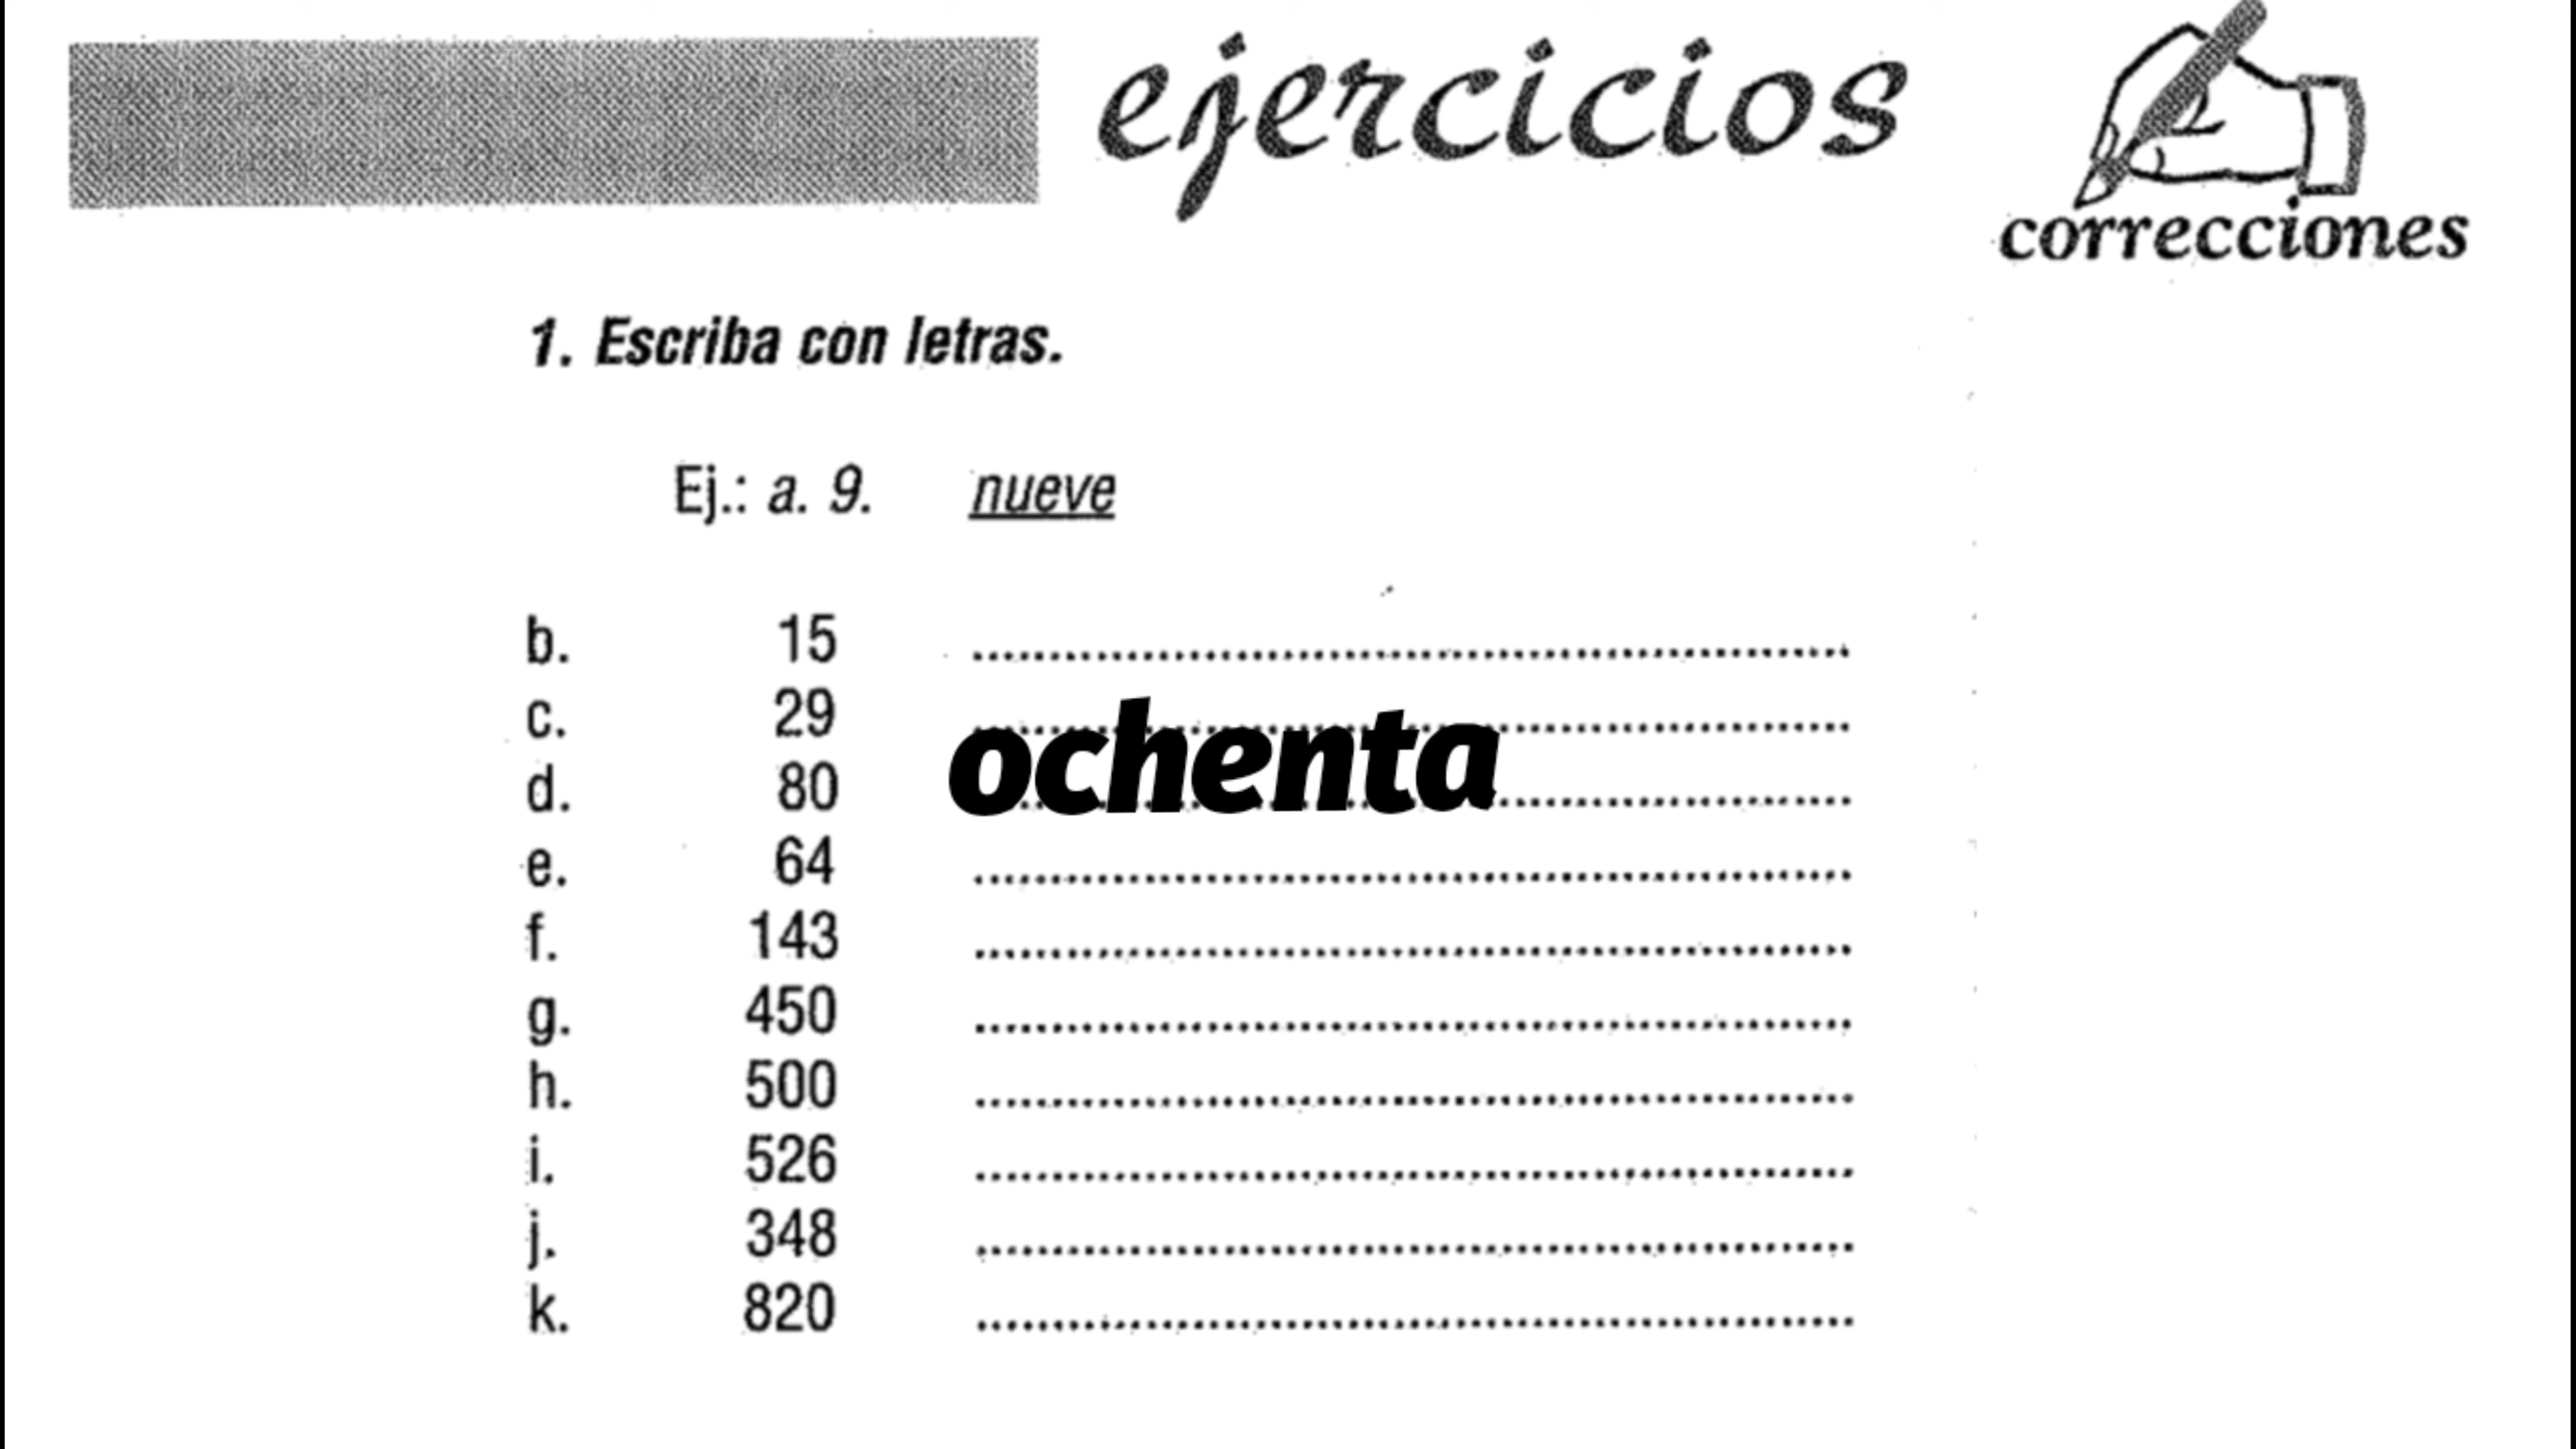 ejercicios
correcciones
1. Escriba con letras.
Ej.: a. 9. nueve
b. 15 ........................................
c. 29 ........................................
d. 80 ochenta ........................................
e. 64 ........................................
f. 143 ........................................
g. 450 ........................................
h. 500 ........................................
i. 526 ........................................
j. 348 ........................................
k. 820 ........................................